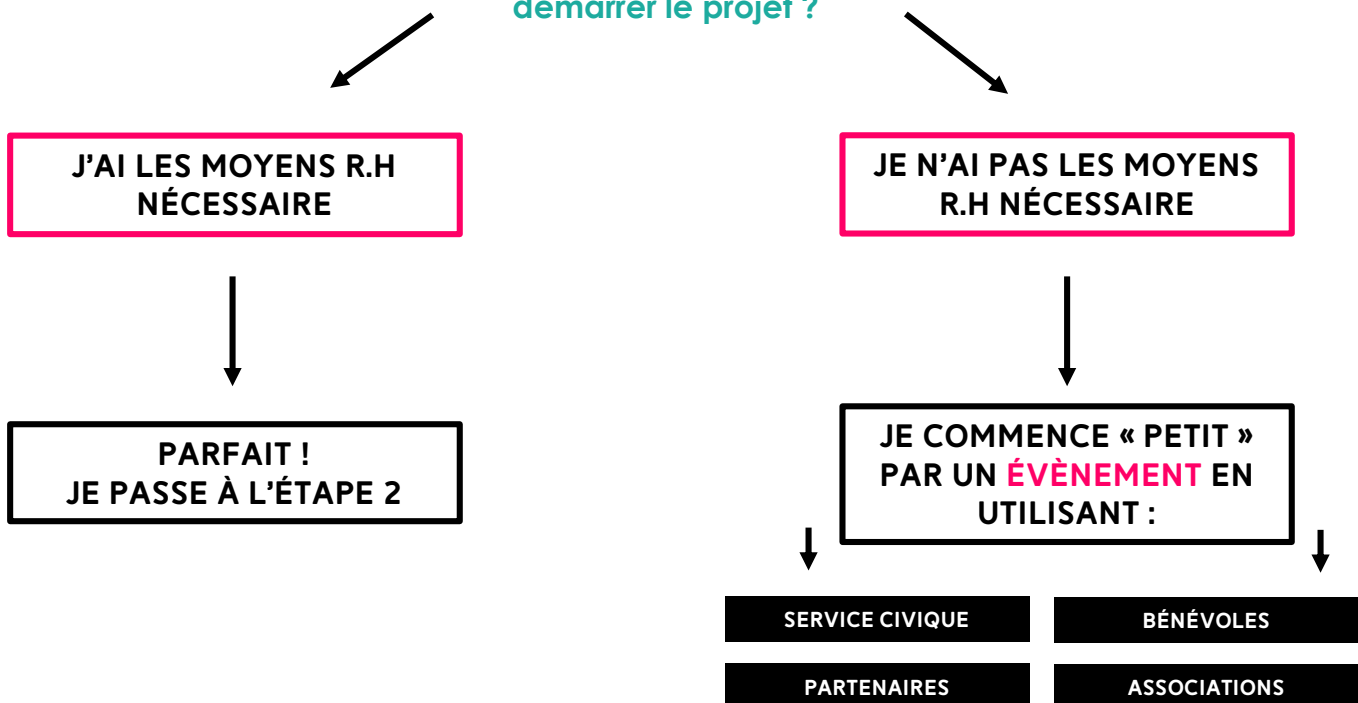 démarrer le projet ?
J'AI LES MOYENS R.H
NÉCESSAIRE
JE N'AI PAS LES MOYENS
R.H NÉCESSAIRE
PARFAIT !
JE PASSE À L'ÉTAPE 2
JE COMMENCE « PETIT »
PAR UN ÉVÈNEMENT EN
UTILISANT :
SERVICE CIVIQUE
BÉNÉVOLES
PARTENAIRES
ASSOCIATIONS